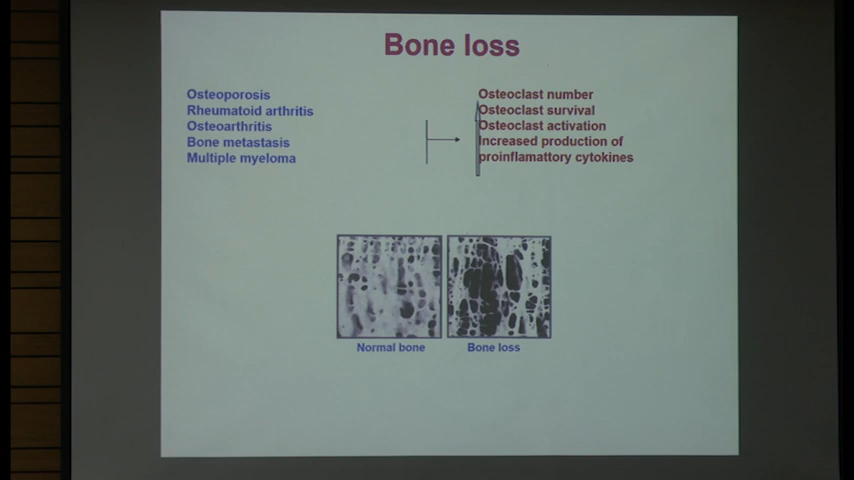 Bone loss
Osteoporosis
Rheumatoid arthritis
Osteoarthritis
Bone metastasis
Multiple myeloma
Osteoclast number
Osteoclast survival
Osteoclast activation
Increased production of
proinflamattory cytokines
Normal bone
Bone loss